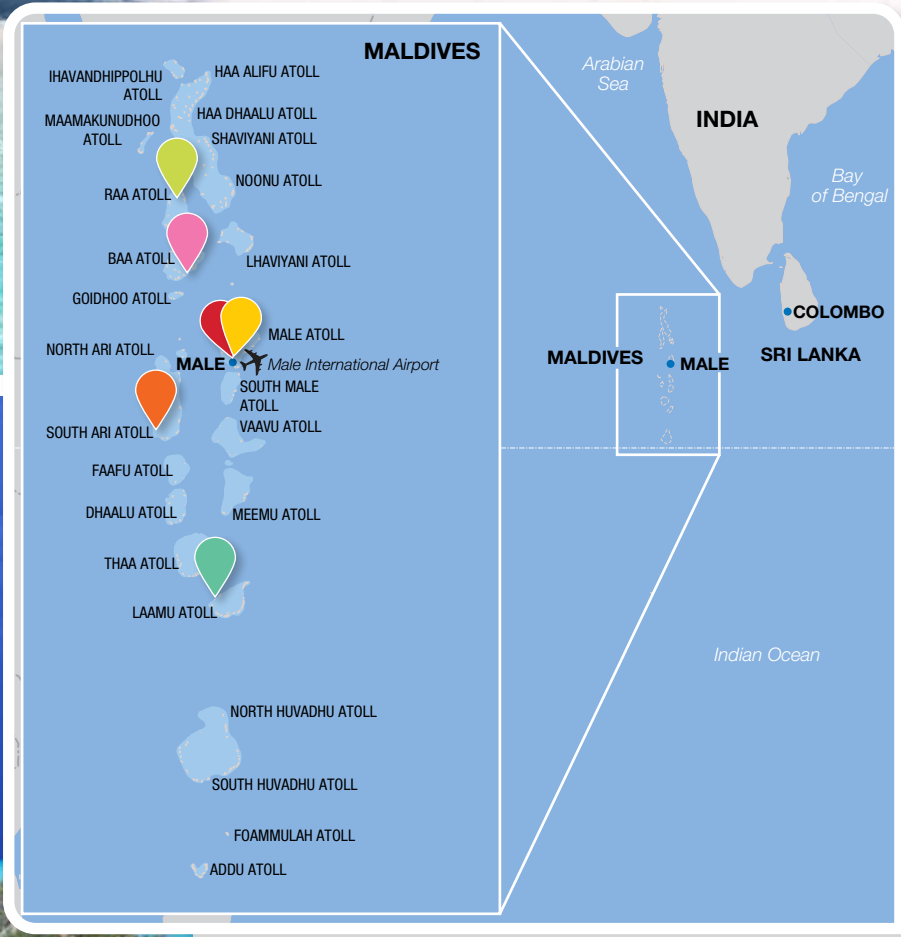 MALDIVES
IHAVANDHIPPOLHU
ATOLL
HAA ALIFU ATOLL
HAA DHAALU ATOLL
MAAMAKUNUDHOO
ATOLL
SHAVIYANI ATOLL
NOONU ATOLL
RAA ATOLL
BAA ATOLL
LHAVIYANI ATOLL
GOIDHOO ATOLL
MALE ATOLL
NORTH ARI ATOLL
MALE
Male International Airport
SOUTH MALE
ATOLL
VAAVU ATOLL
SOUTH ARI ATOLL
FAAFU ATOLL
DHAALU ATOLL
MEEMU ATOLL
THAA ATOLL
LAAMU ATOLL
NORTH HUVADHU ATOLL
SOUTH HUVADHU ATOLL
FOAMMULAH ATOLL
ADDU ATOLL
Arabian
Sea
INDIA
Bay
of Bengal
COLOMBO
SRI LANKA
MALDIVES
MALE
Indian Ocean